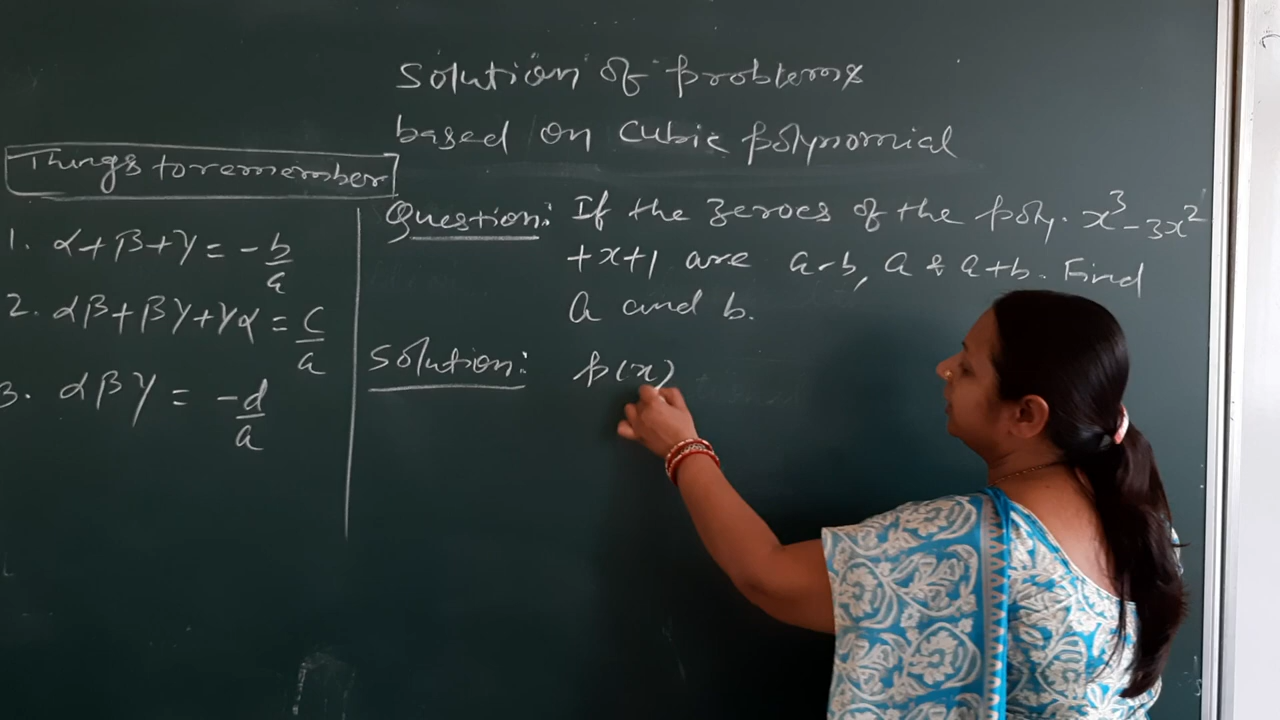 Solution of problems
based on cubic polynomial
Things to remember
1. α+β+γ = -b/a
2. αβ+βγ+γα = c/a
3. αβγ = -d/a
Question: If the zeroes of the poly. x³-3x²
+x+1 are a-b, a & a+b. Find
a and b.
Solution: p(x)